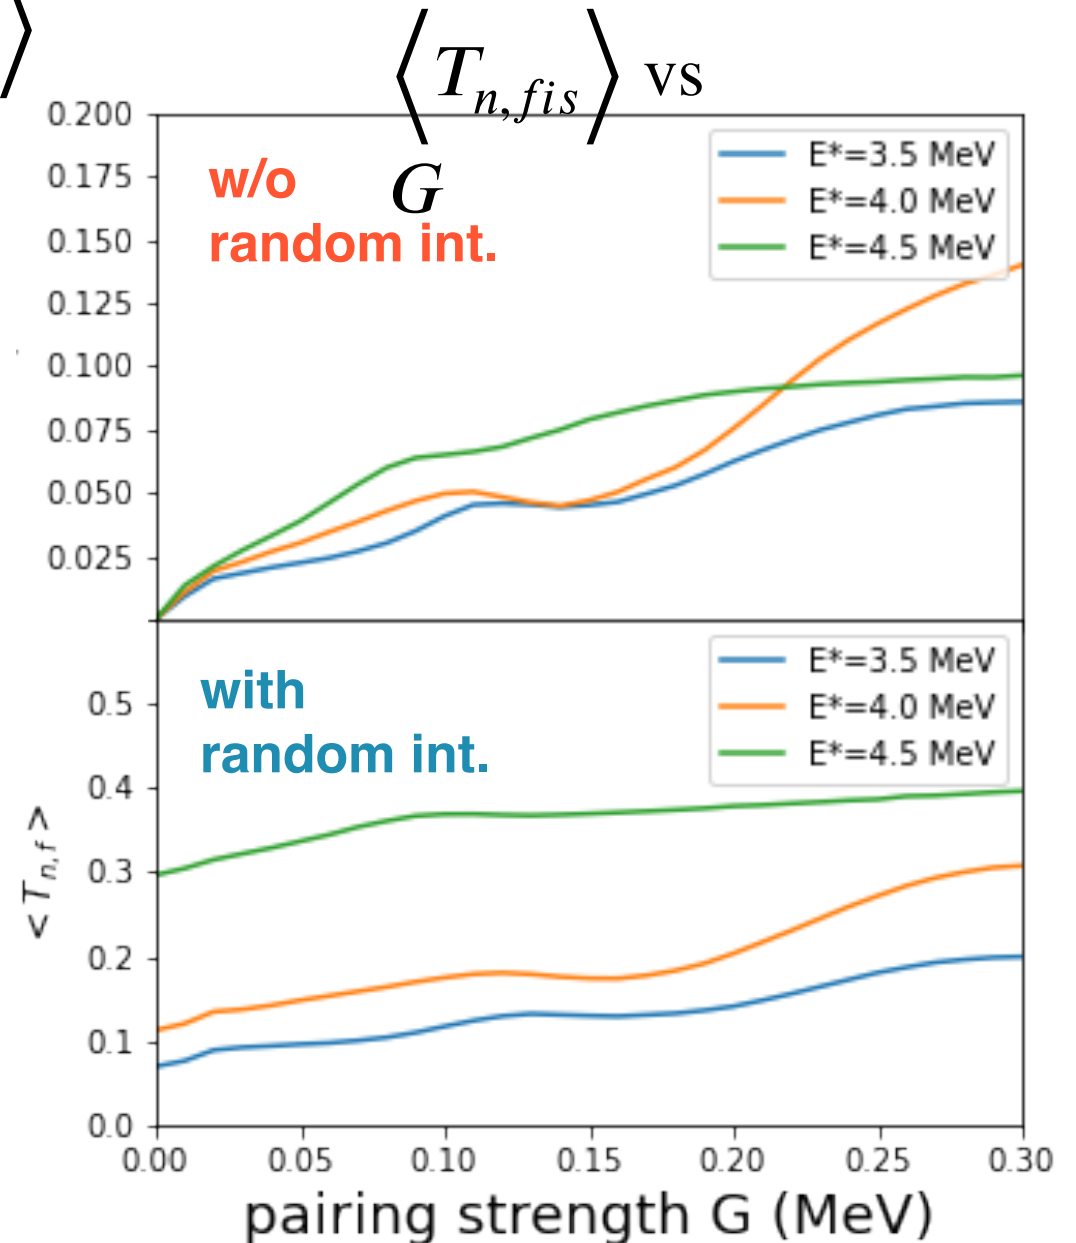 ⟩
⟨T_{n,fis}⟩ vs
G
0.200
0.175
0.150
0.125
0.100
0.075
0.050
0.025
w/o
random int.
E*=3.5 MeV
E*=4.0 MeV
E*=4.5 MeV
with
random int.
E*=3.5 MeV
E*=4.0 MeV
E*=4.5 MeV
0.5
0.4
0.3
0.2
0.1
0.0
<T_{n,f}>
0.00 0.05 0.10 0.15 0.20 0.25 0.30
pairing strength G (MeV)